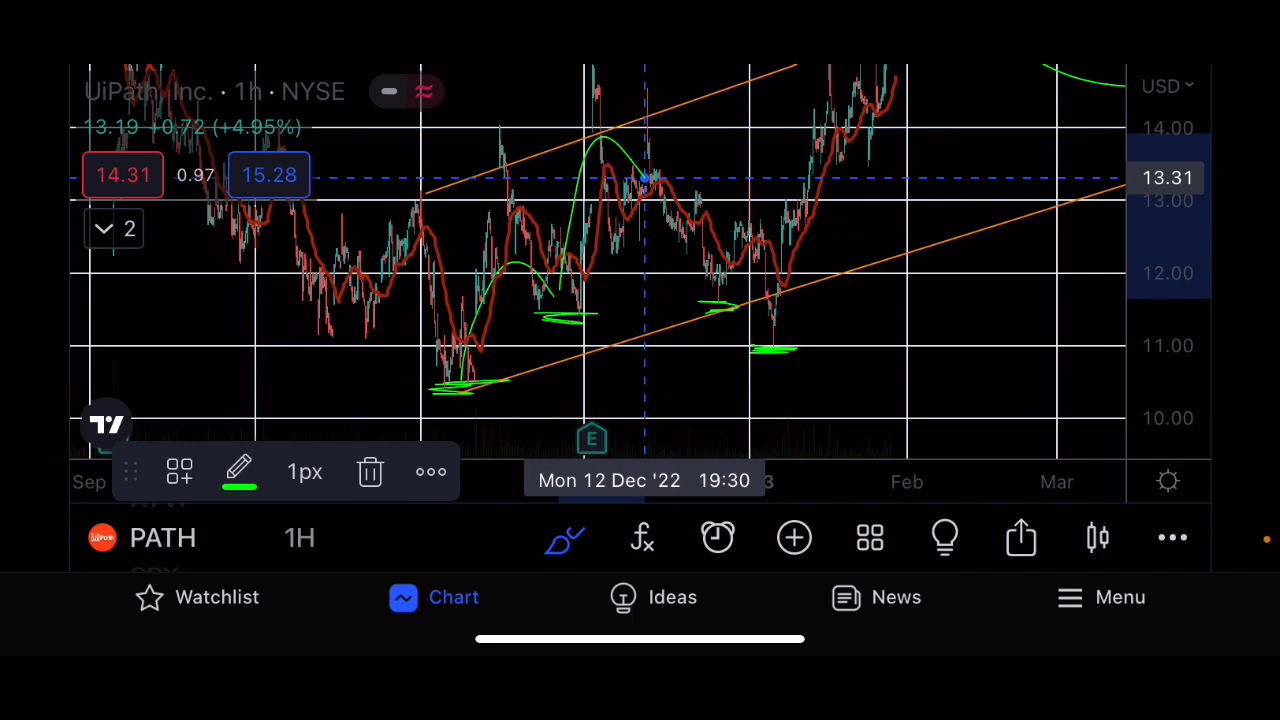 UiPath, Inc. · 1h · NYSE
USD
13.19 +0.72 (+4.95%)
14.00
14.31 0.97 15.28
13.31
13.00
2
12.00
11.00
10.00
E
1px
Sep
Mon 12 Dec '22 19:30
3
Feb
Mar
UiPath
PATH
1H
Watchlist
Chart
Ideas
News
Menu